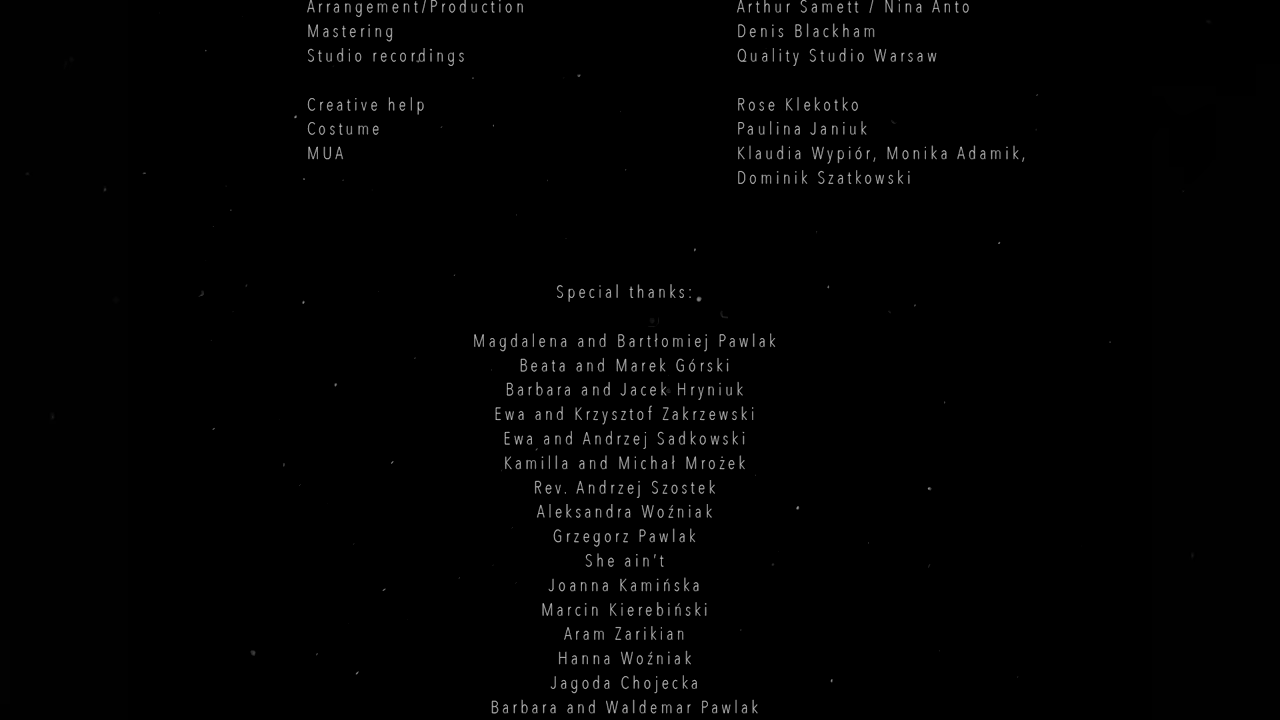 Arrangement/Production Arthur Samett / Nina Anto
Mastering Denis Blackham
Studio recordings Quality Studio Warsaw
Creative help Rose Klekotko
Costume Paulina Janiuk
MUA Klaudia Wypiór, Monika Adamik,
Dominik Szatkowski
Special thanks:
Magdalena and Bartłomiej Pawlak
Beata and Marek Górski
Barbara and Jacek Hryniuk
Ewa and Krzysztof Zakrzewski
Ewa and Andrzej Sadkowski
Kamilla and Michał Mrożek
Rev. Andrzej Szostek
Aleksandra Woźniak
Grzegorz Pawlak
She ain’t
Joanna Kamińska
Marcin Kierebiński
Aram Zarikian
Hanna Woźniak
Jagoda Chojecka
Barbara and Waldemar Pawlak